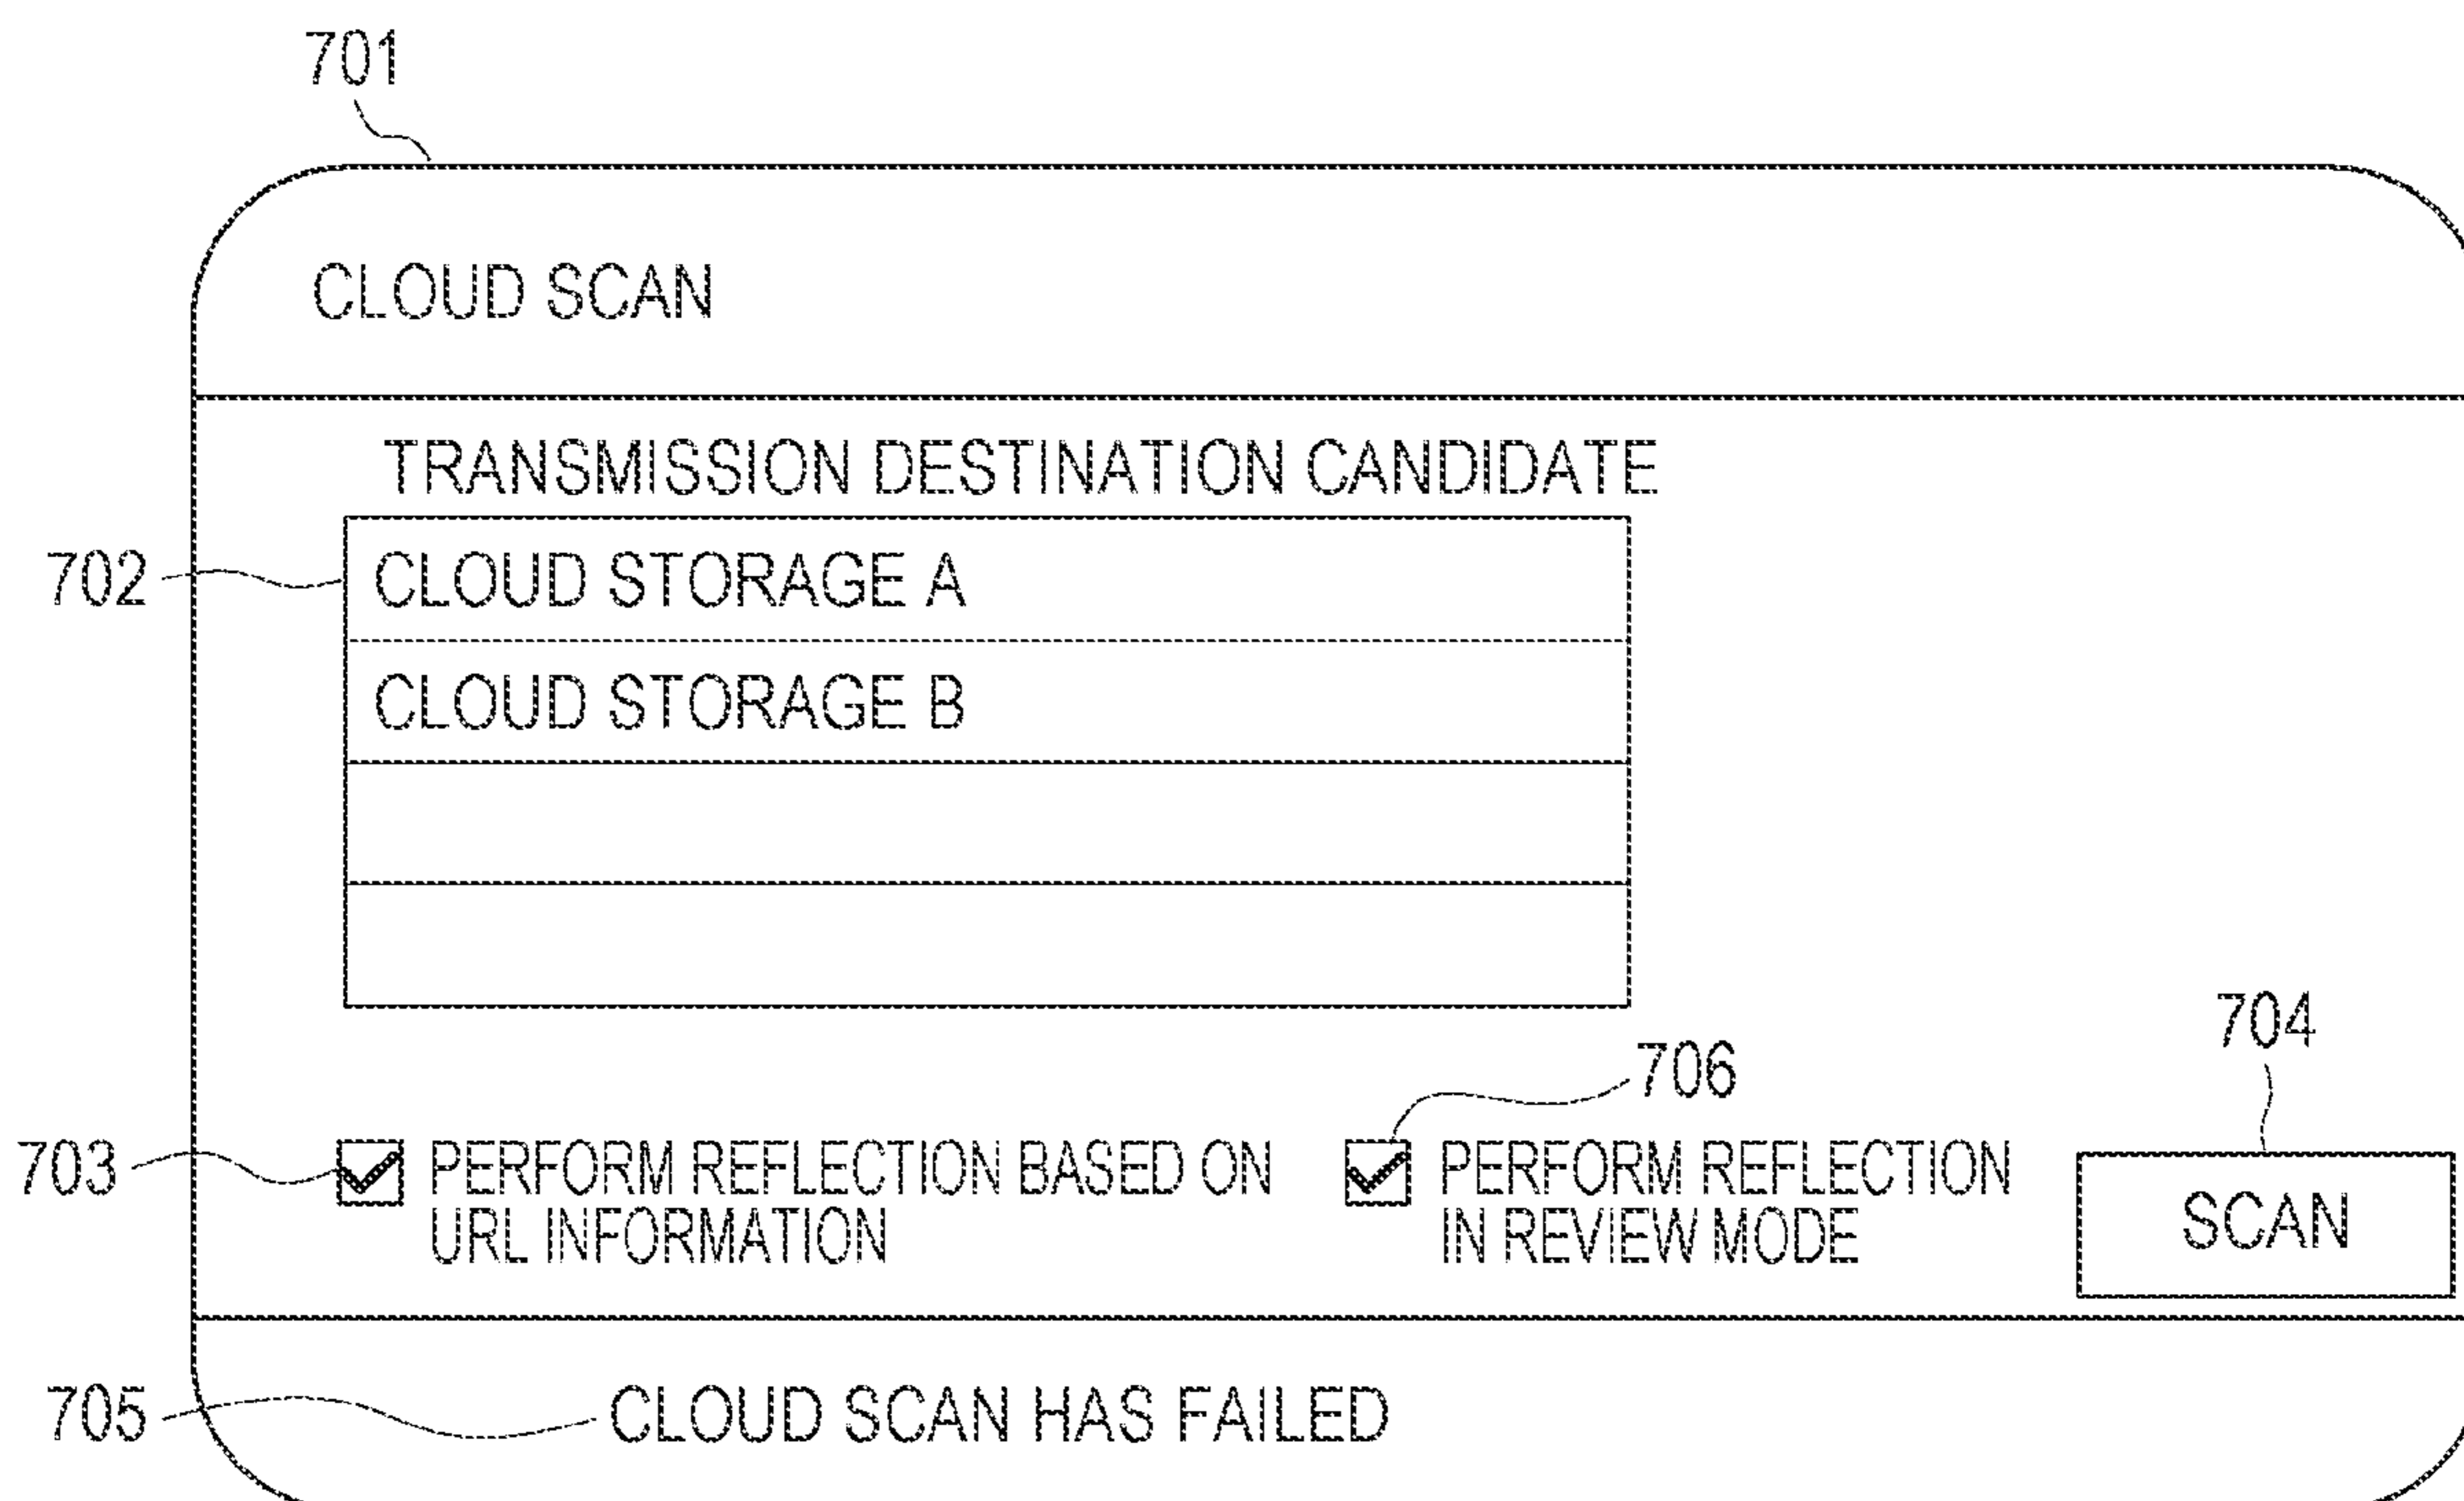 701
CLOUD SCAN
TRANSMISSION DESTINATION CANDIDATE
702
CLOUD STORAGE A
CLOUD STORAGE B
704
706
703
PERFORM REFLECTION BASED ON
URL INFORMATION
PERFORM REFLECTION
IN REVIEW MODE
SCAN
705
CLOUD SCAN HAS FAILED